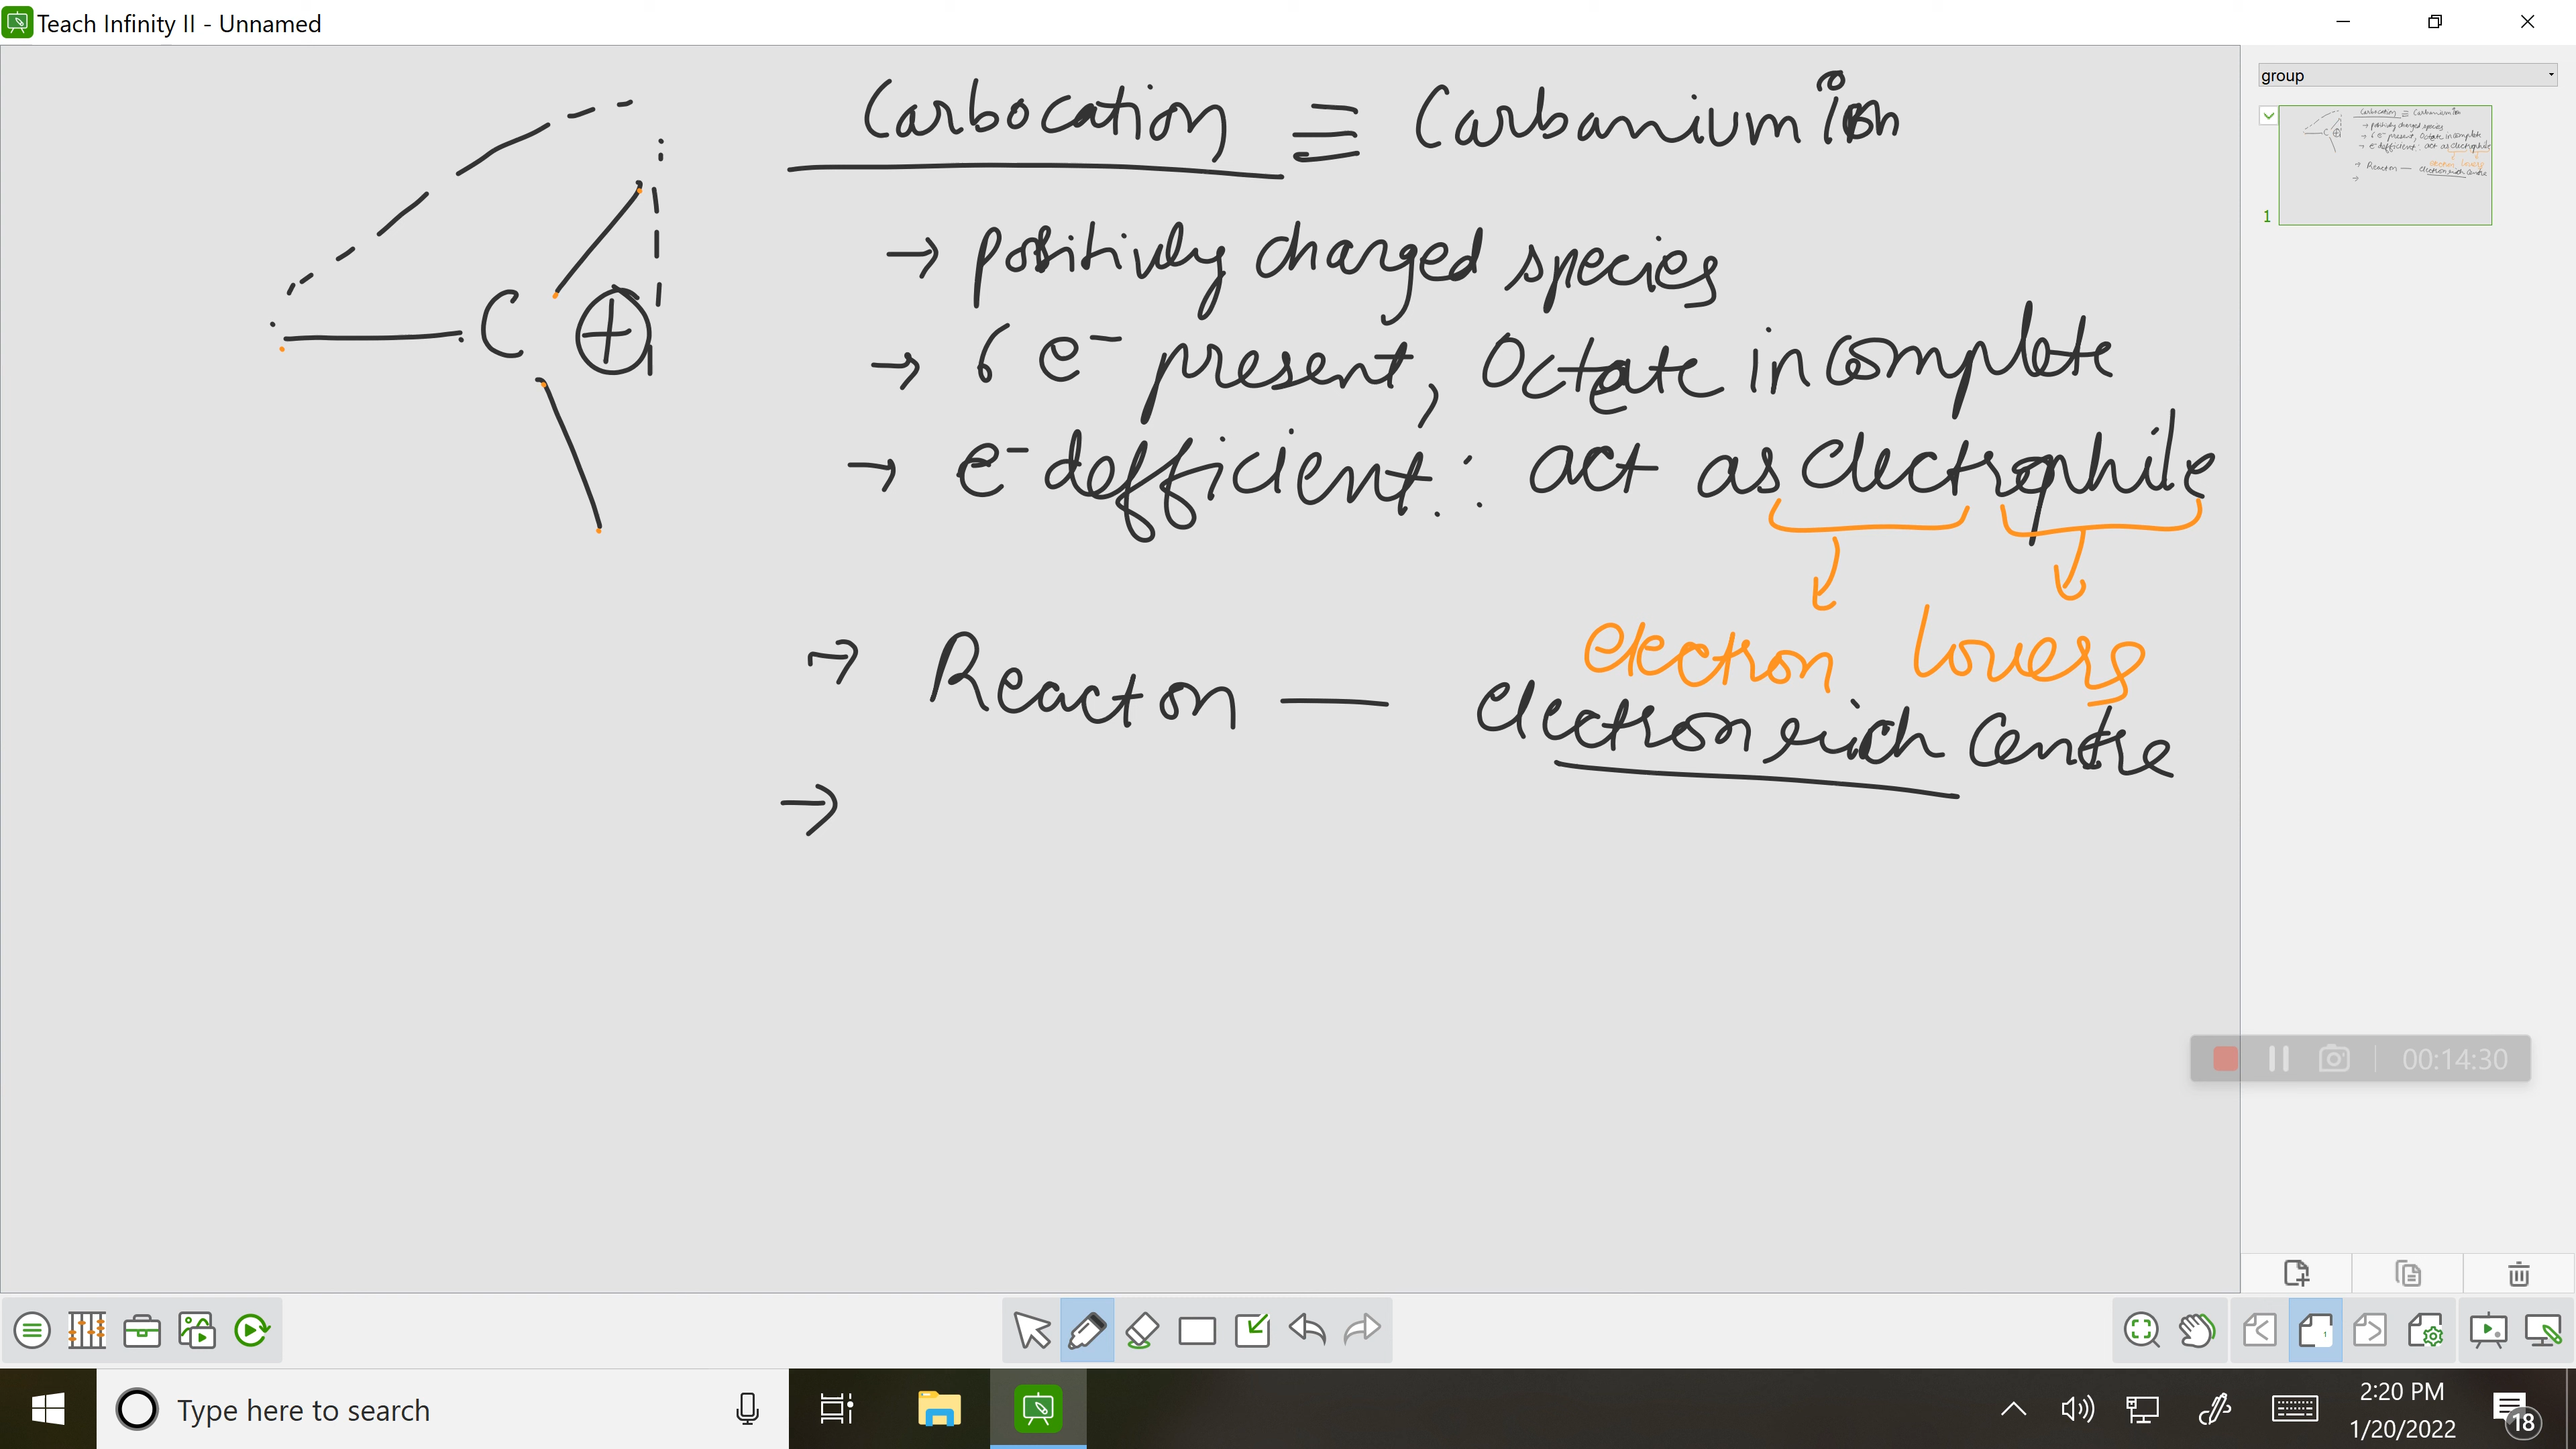 Teach Infinity II - Unnamed
group
Carbocation ≡ Carbanium ion
→ positively charged species
→ 6 e⁻ present, Octate incomplete
→ e⁻ defficient : act as electrophile
electron lovers
→ Reacton — electron rich centre
→
C ⊕
1
00:14:30
1
Type here to search
2:20 PM
1/20/2022
18